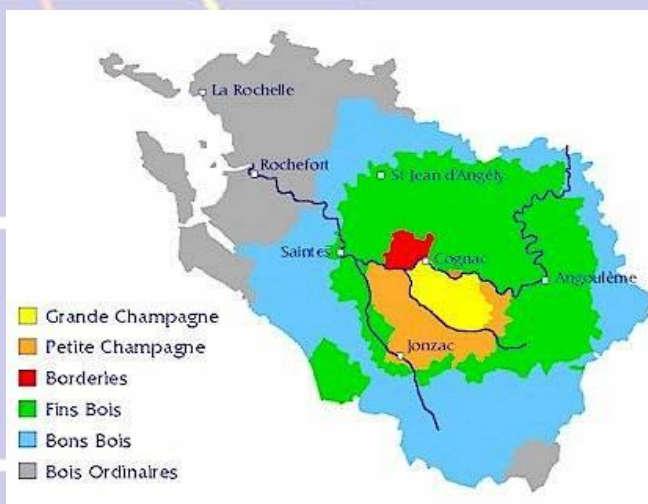 La Rochelle
Rochefort
St Jean d'Angély
Saintes
Cognac
Angoulême
Jonzac
Grande Champagne
Petite Champagne
Borderies
Fins Bois
Bons Bois
Bois Ordinaires